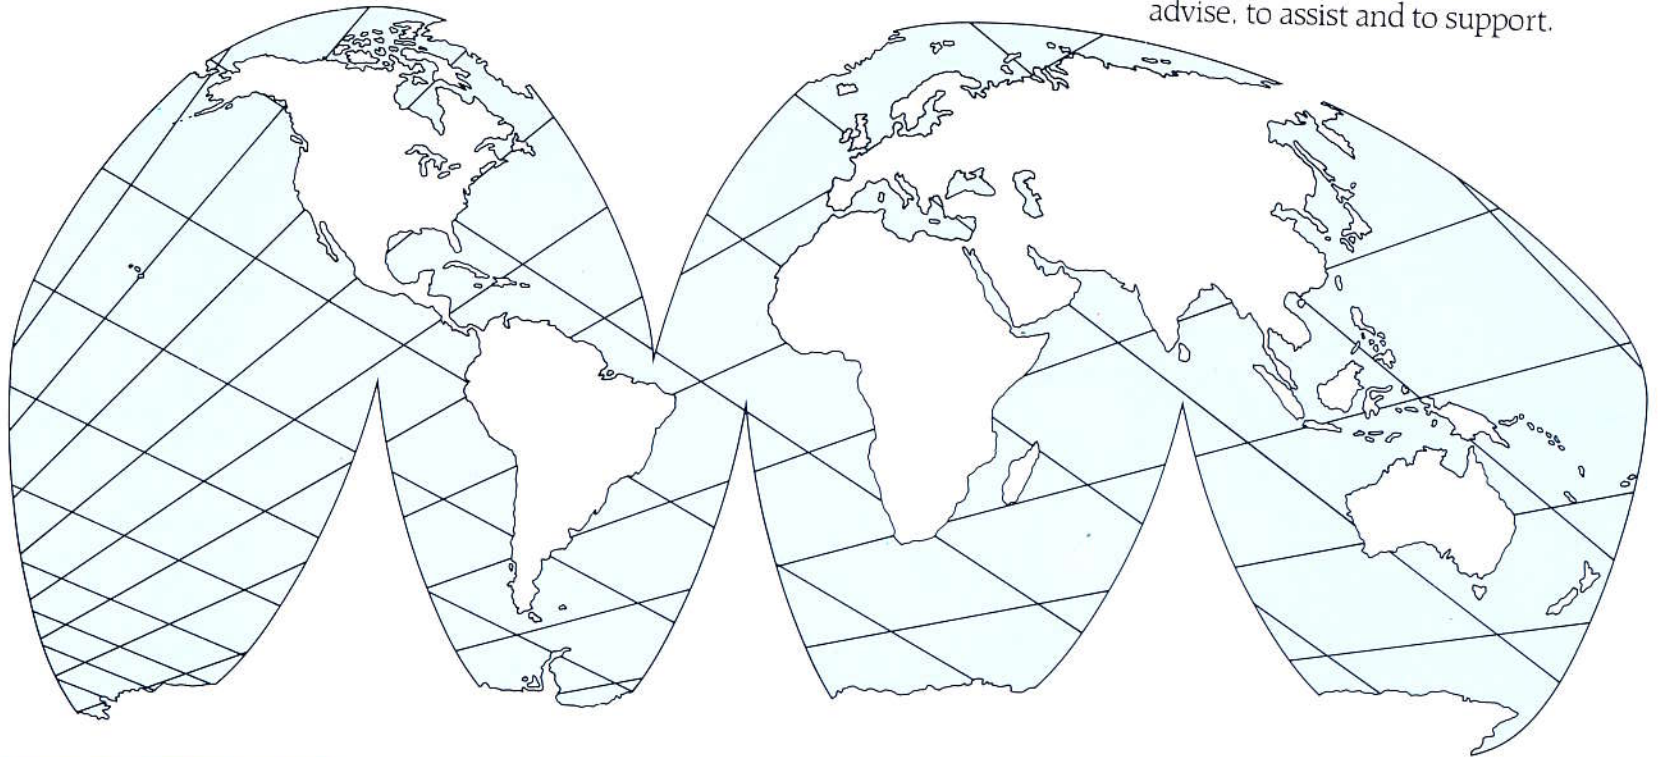 advise, to assist and to support.